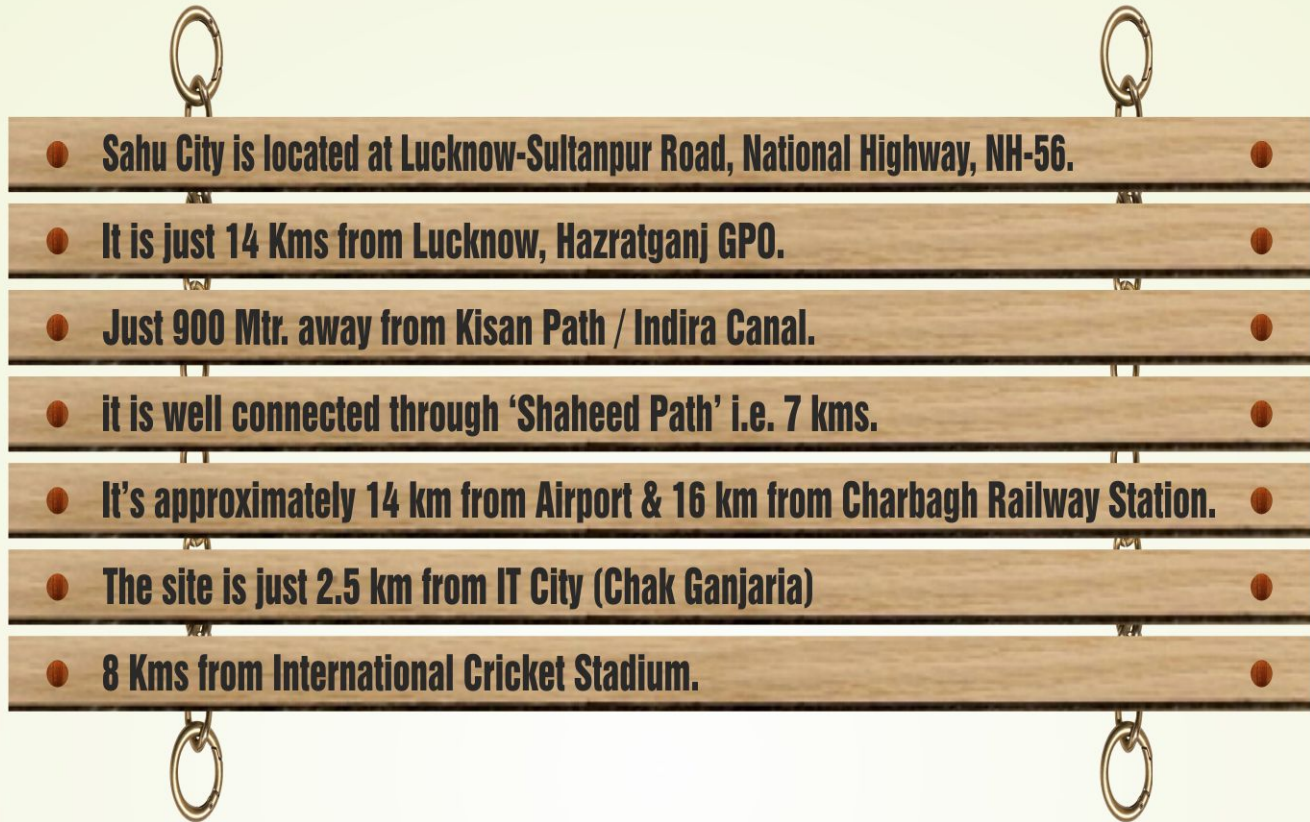 Sahu City is located at Lucknow-Sultanpur Road, National Highway, NH-56.
It is just 14 Kms from Lucknow, Hazratganj GPO.
Just 900 Mtr. away from Kisan Path / Indira Canal.
it is well connected through ‘Shaheed Path’ i.e. 7 kms.
It’s approximately 14 km from Airport & 16 km from Charbagh Railway Station.
The site is just 2.5 km from IT City (Chak Ganjaria)
8 Kms from International Cricket Stadium.